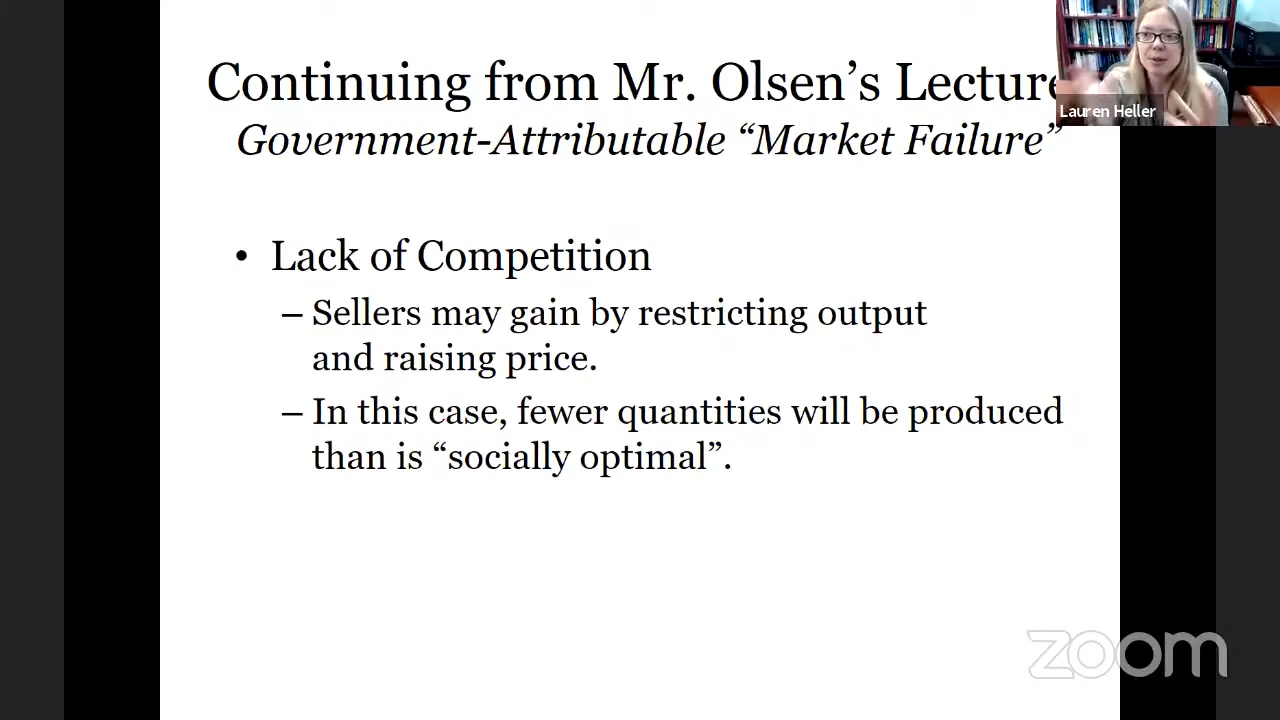 Continuing from Mr. Olsen’s Lecture
Government-Attributable “Market Failure”
Lauren Heller
• Lack of Competition
– Sellers may gain by restricting output
and raising price.
– In this case, fewer quantities will be produced
than is “socially optimal”.
zoom